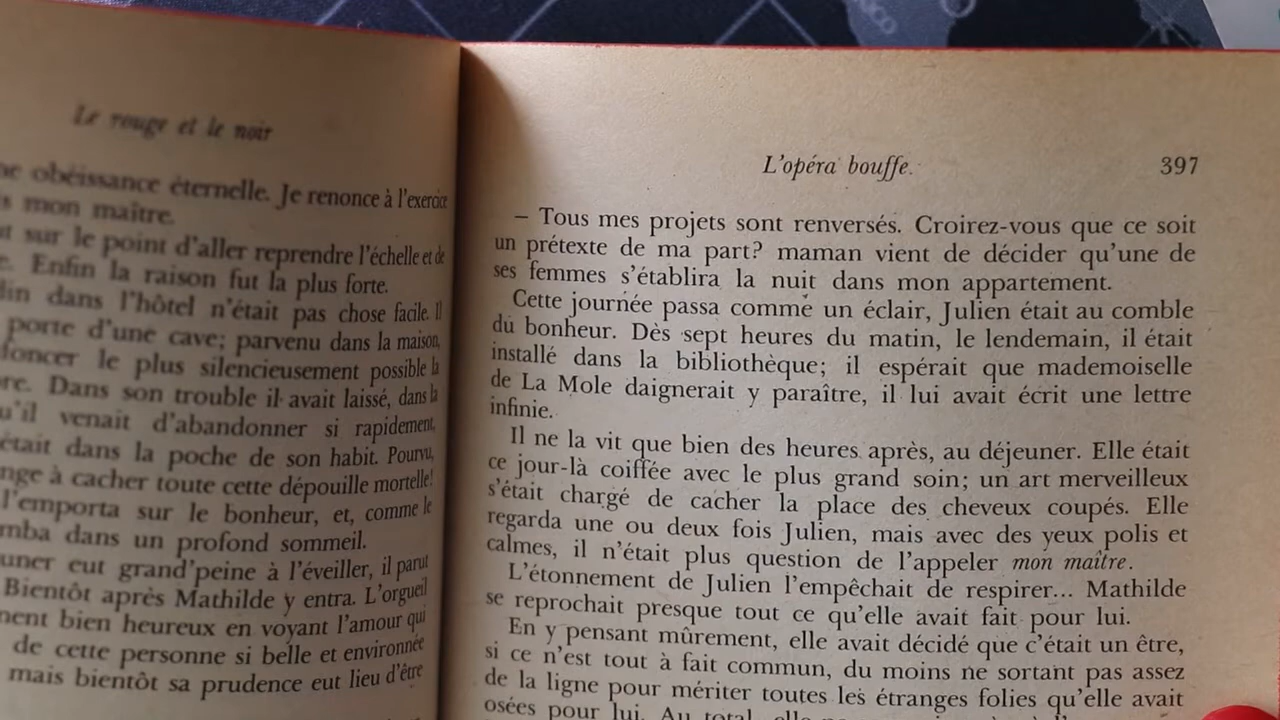 Le rouge et le noir
obéissance éternelle. Je renonce à l'exercice
mon maître.
sur le point d'aller reprendre l'échelle et de
Enfin la raison fut la plus forte.
dans l'hôtel n'était pas chose facile. Il
porte d'une cave; parvenu dans la maison,
le plus silencieusement possible la
Dans son trouble il avait laissé, dans la
qu'il venait d'abandonner si rapidement,
était dans la poche de son habit. Pourvu,
à cacher toute cette dépouille mortelle!
l'emporta sur le bonheur, et, comme le
dans un profond sommeil.
eut grand'peine à l'éveiller, il parut
Bientôt après Mathilde y entra. L'orgueil
bien heureux en voyant l'amour qui
de cette personne si belle et environnée
mais bientôt sa prudence eut lieu d'être
L'opéra bouffe. 397
– Tous mes projets sont renversés. Croirez-vous que ce soit
un prétexte de ma part? maman vient de décider qu'une de
ses femmes s'établira la nuit dans mon appartement.
Cette journée passa comme un éclair, Julien était au comble
du bonheur. Dès sept heures du matin, le lendemain, il était
installé dans la bibliothèque; il espérait que mademoiselle
de La Mole daignerait y paraître, il lui avait écrit une lettre
infinie.
Il ne la vit que bien des heures après, au déjeuner. Elle était
ce jour-là coiffée avec le plus grand soin; un art merveilleux
s'était chargé de cacher la place des cheveux coupés. Elle
regarda une ou deux fois Julien, mais avec des yeux polis et
calmes, il n'était plus question de l'appeler mon maître.
L'étonnement de Julien l'empêchait de respirer... Mathilde
se reprochait presque tout ce qu'elle avait fait pour lui.
En y pensant mûrement, elle avait décidé que c'était un être,
si ce n'est tout à fait commun, du moins ne sortant pas assez
de la ligne pour mériter toutes les étranges folies qu'elle avait
osées pour lui. Au total, elle